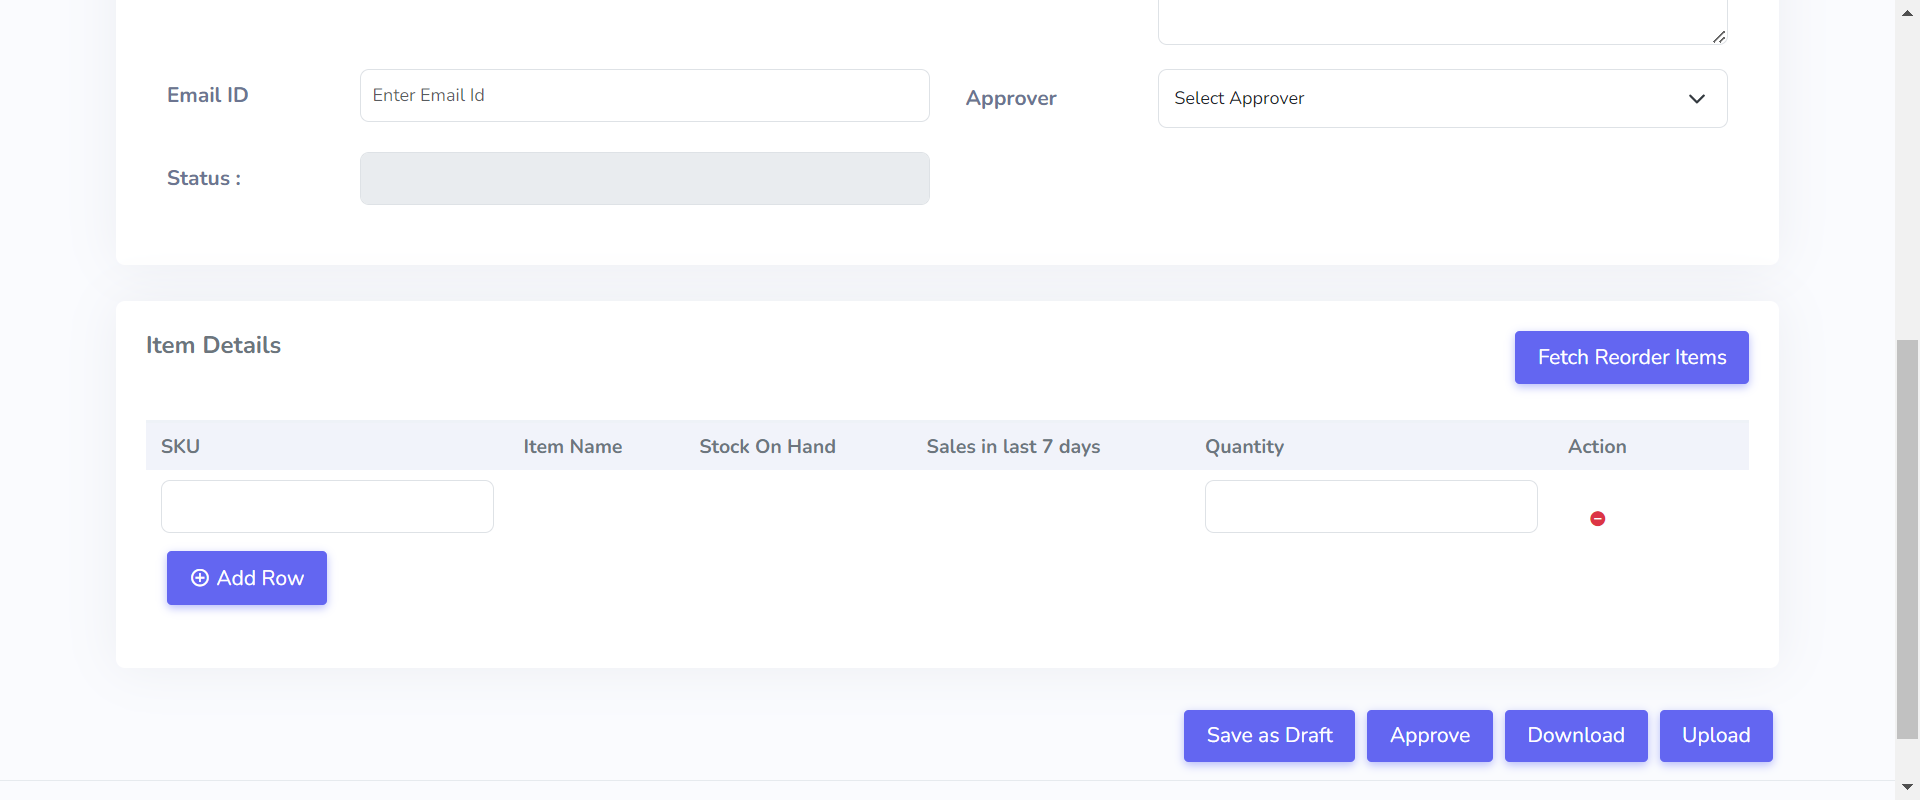 Email ID
Enter Email Id
Approver
Select Approver
Status :
Item Details
Fetch Reorder Items
SKU
Item Name
Stock On Hand
Sales in last 7 days
Quantity
Action
Add Row
Save as Draft
Approve
Download
Upload